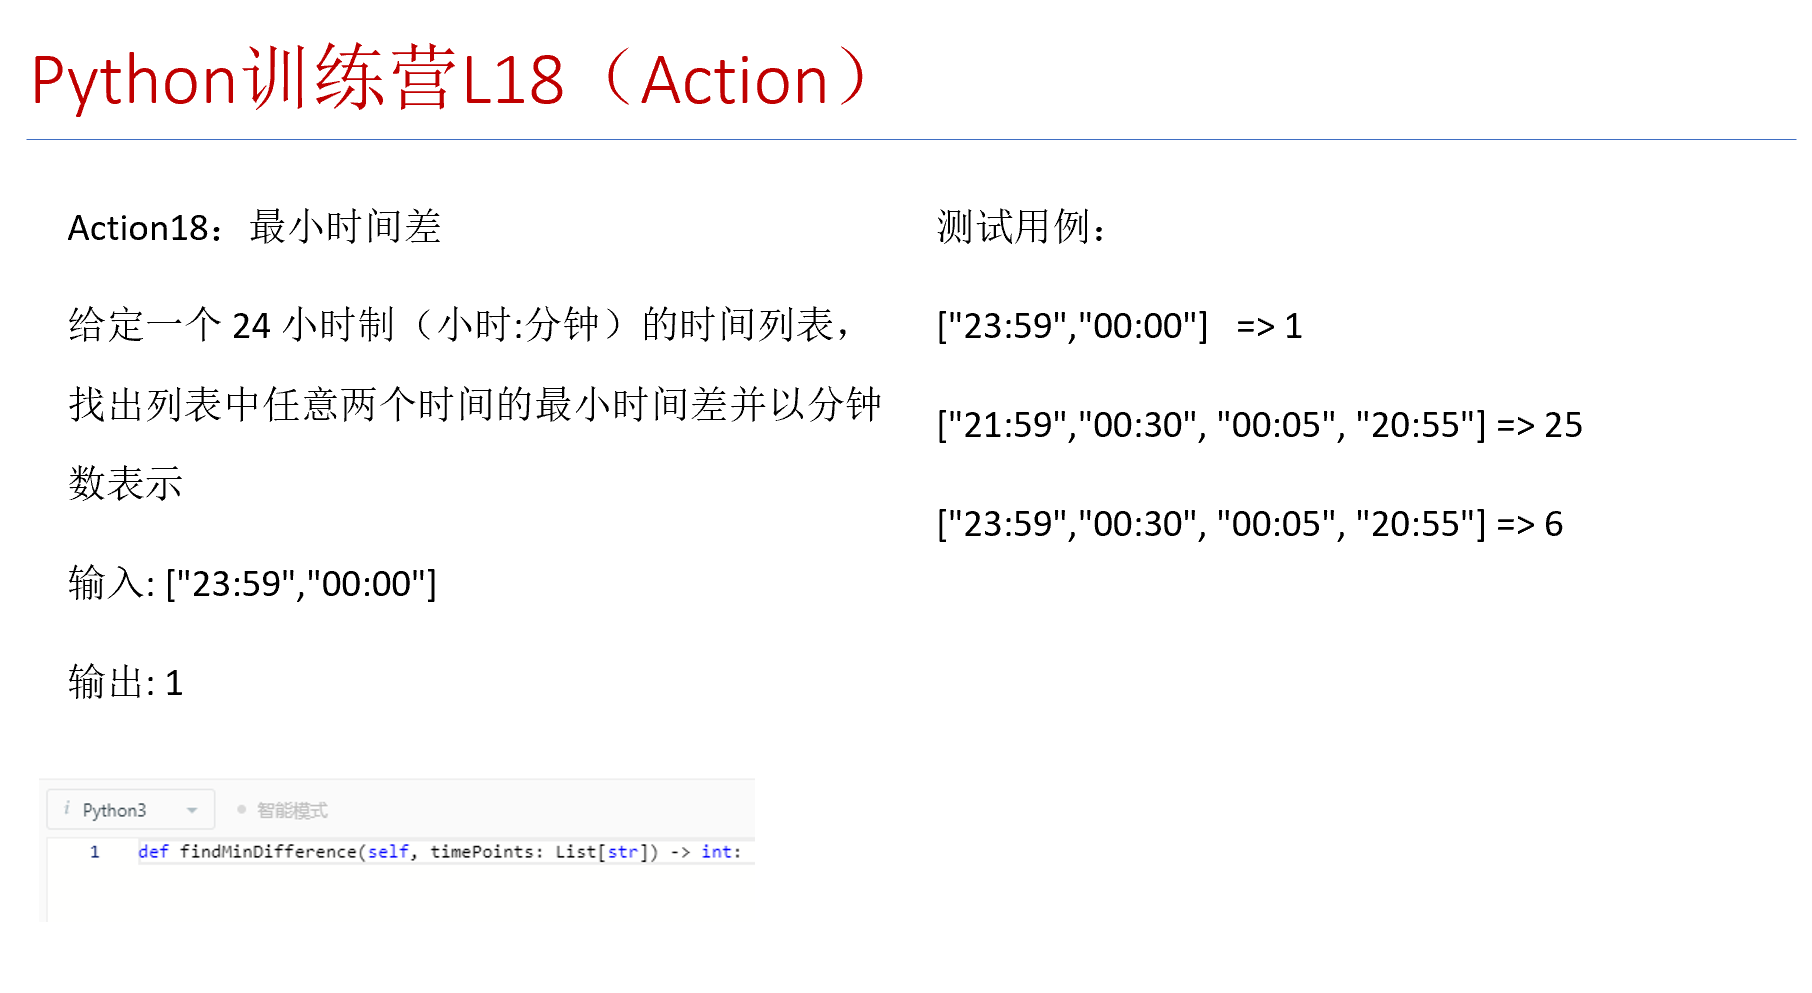 Python训练营L18（Action）
Action18：最小时间差
给定一个 24 小时制（小时:分钟）的时间列表，
找出列表中任意两个时间的最小时间差并以分钟
数表示
输入: ["23:59","00:00"]
输出: 1
测试用例：
["23:59","00:00"]   => 1
["21:59","00:30", "00:05", "20:55"] => 25
["23:59","00:30", "00:05", "20:55"] => 6
i Python3 智能模式
1 def findMinDifference(self, timePoints: List[str]) -> int: